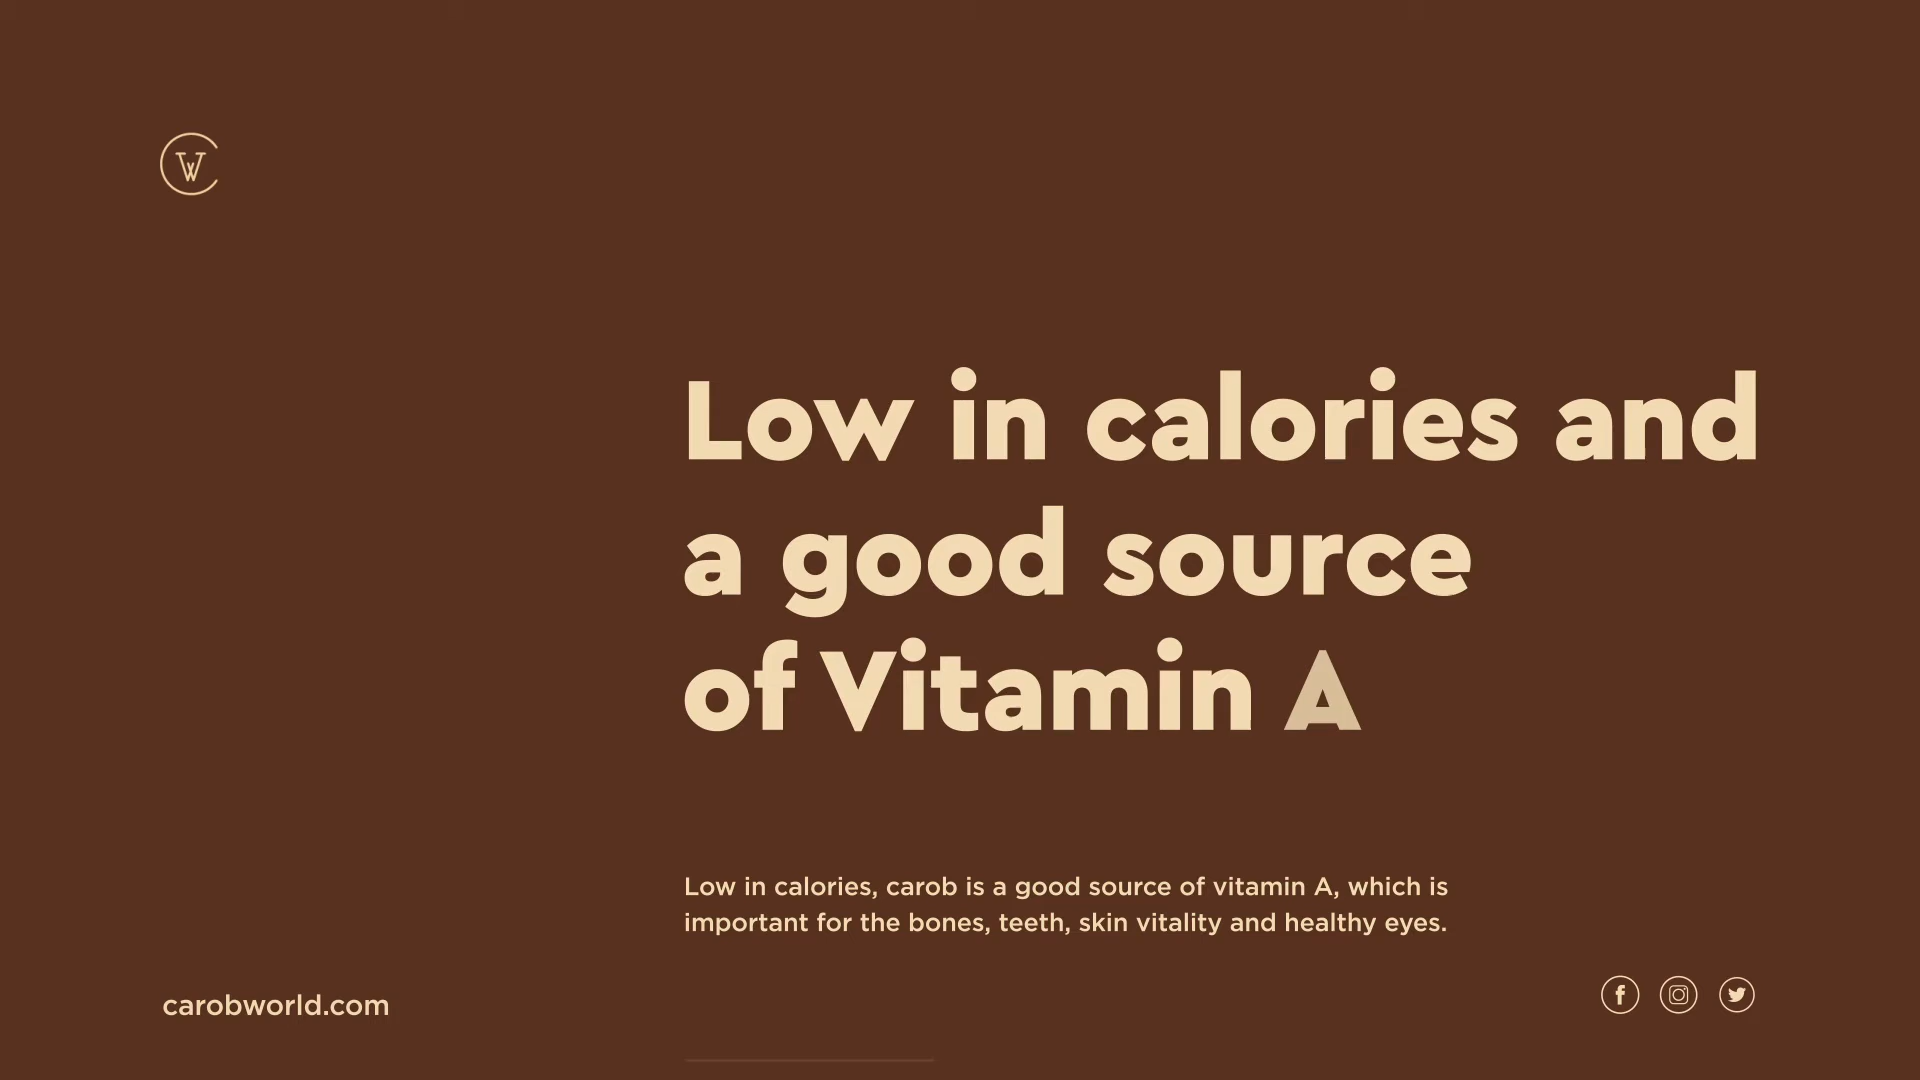 CW
Low in calories and
a good source
of Vitamin A
Low in calories, carob is a good source of vitamin A, which is
important for the bones, teeth, skin vitality and healthy eyes.
carobworld.com